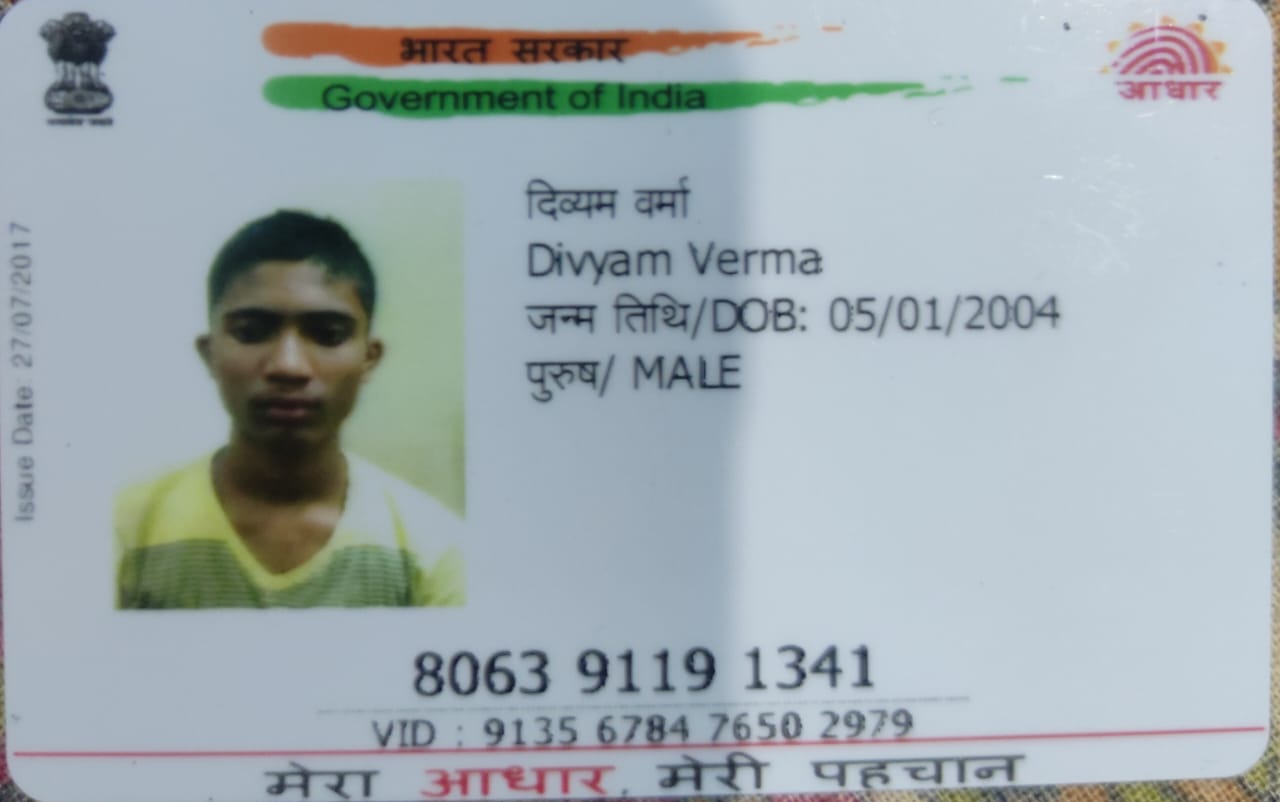 भारत सरकार
Government of India
आधार
Issue Date: 27/07/2017
दिव्यम वर्मा
Divyam Verma
जन्म तिथि/DOB: 05/01/2004
पुरुष/ MALE
8063 9119 1341
VID : 9135 6784 7650 2979
मेरा आधार, मेरी पहचान